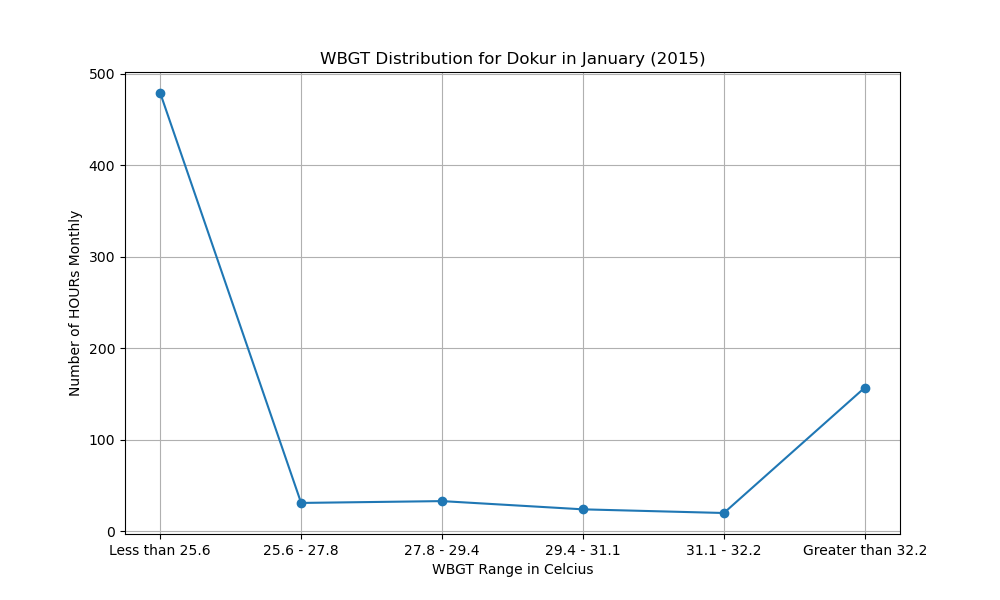 WBGT Distribution for Dokur in January (2015)
Number of HOURs Monthly
500
400
300
200
100
0
Less than 25.6 25.6 - 27.8 27.8 - 29.4 29.4 - 31.1 31.1 - 32.2 Greater than 32.2
WBGT Range in Celcius